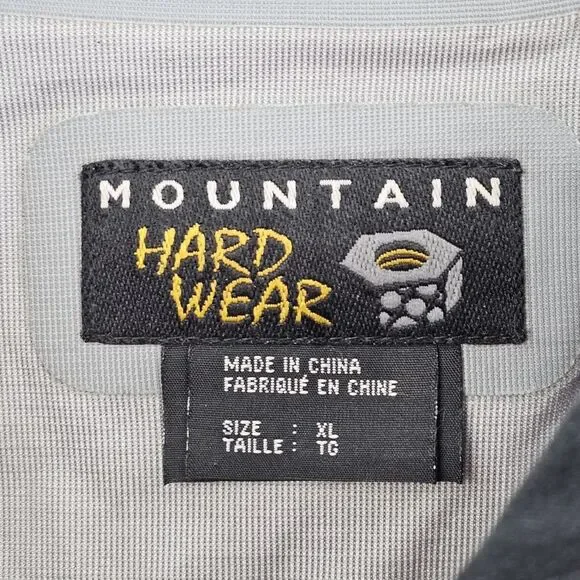 MOUNTAIN
HARD
WEAR
MADE IN CHINA
FABRIQUÉ EN CHINE
SIZE : XL
TAILLE : TG